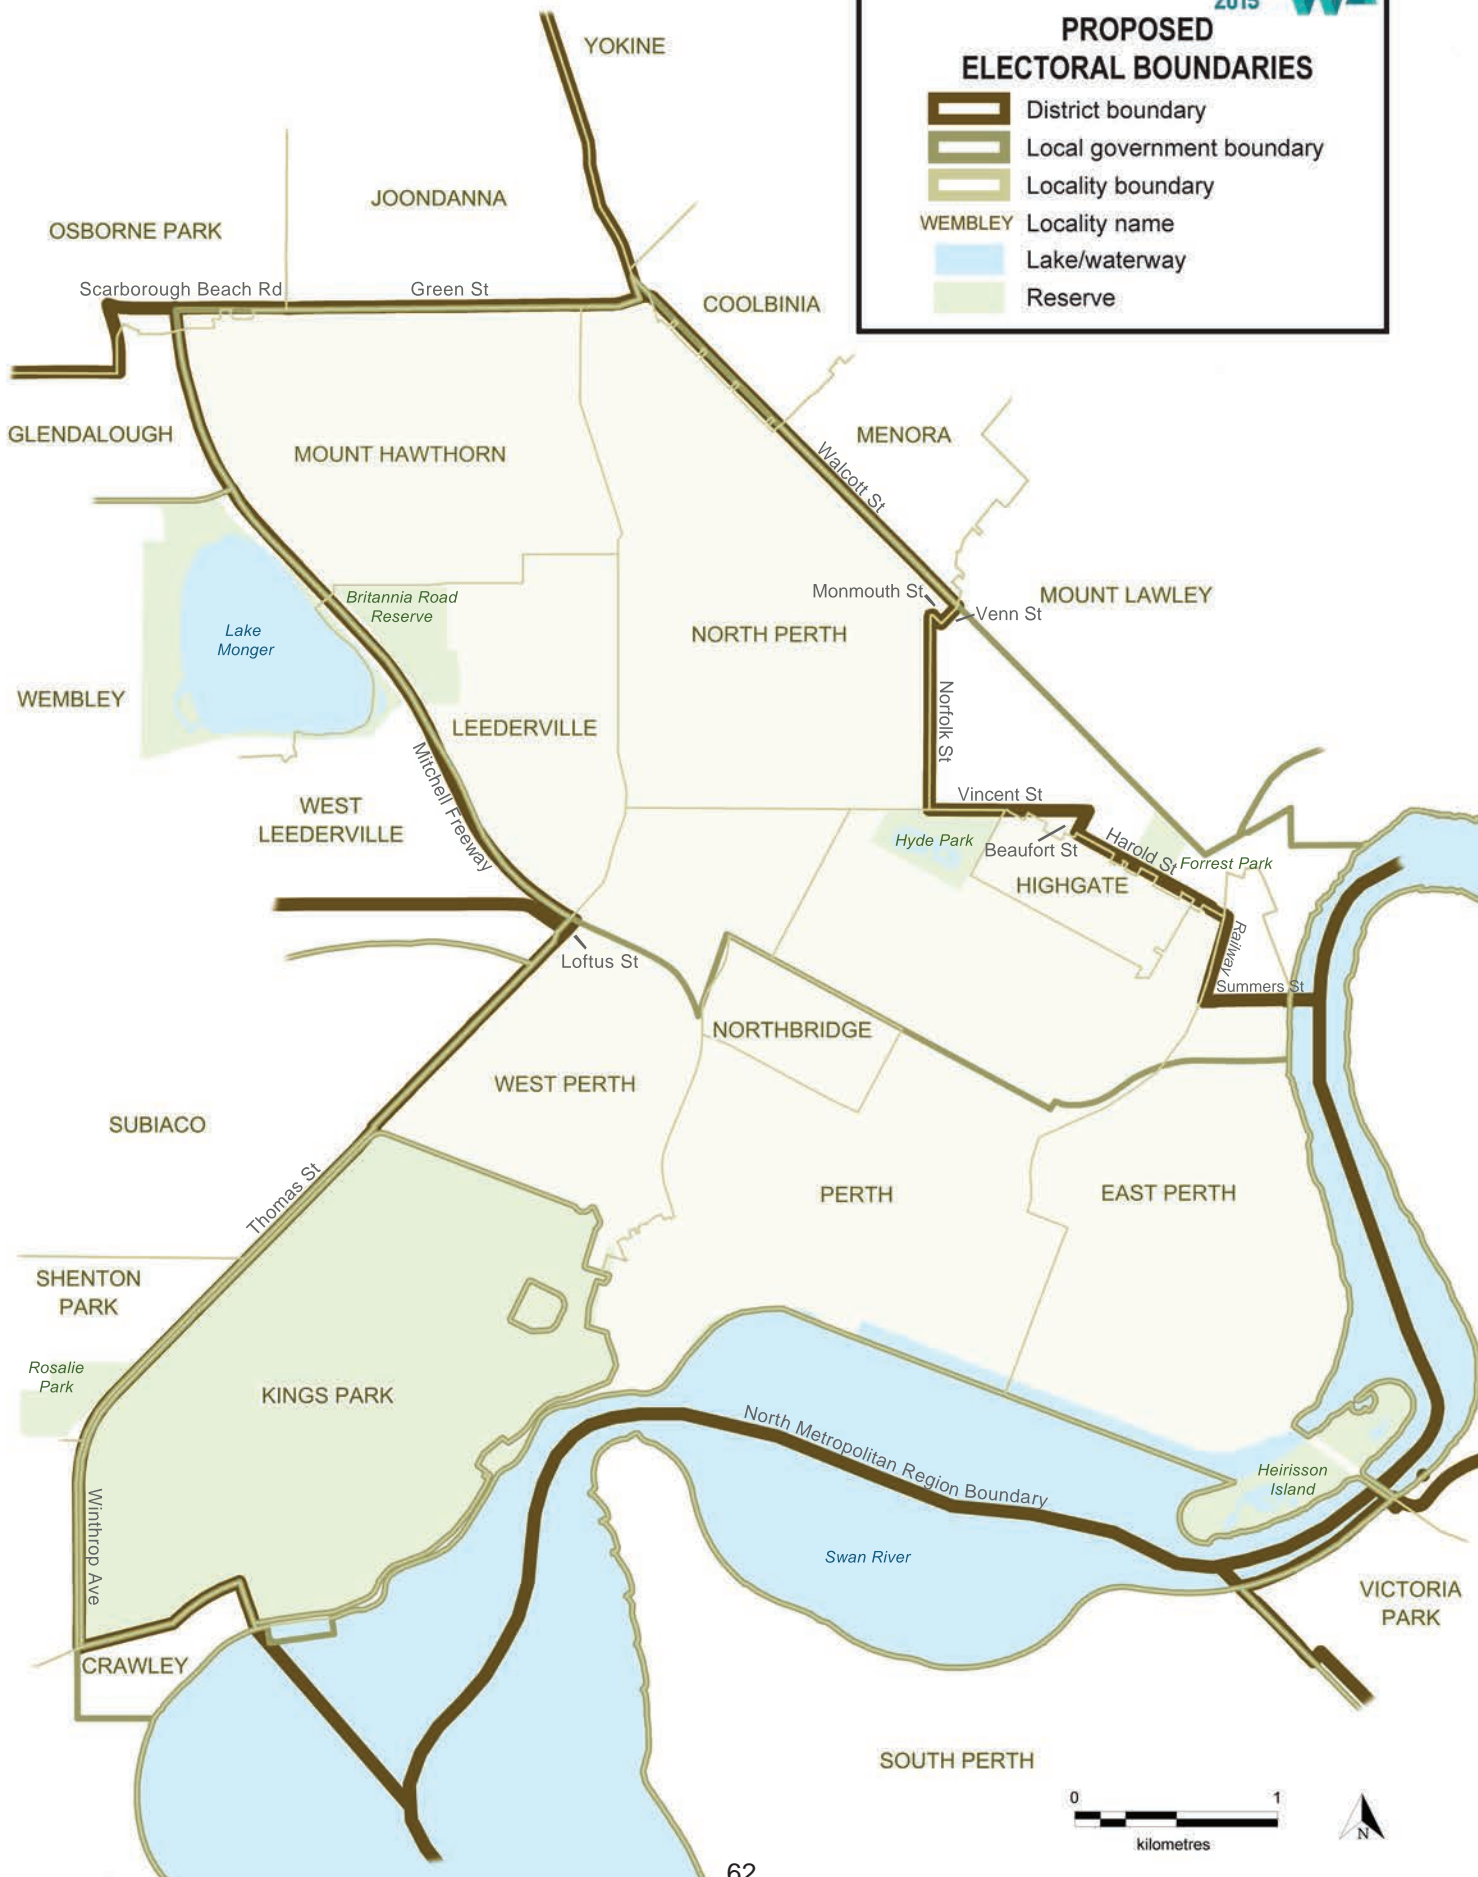 2015
PROPOSED
ELECTORAL BOUNDARIES
District boundary
Local government boundary
Locality boundary
WEMBLEY Locality name
Lake/waterway
Reserve
YOKINE
JOONDANNA
OSBORNE PARK
Scarborough Beach Rd
Green St
COOLBINIA
GLENDALOUGH
MOUNT HAWTHORN
MENORA
Walcott St
Monmouth St
Venn St
MOUNT LAWLEY
Britannia Road
Reserve
Lake
Monger
NORTH PERTH
WEMBLEY
LEEDERVILLE
Norfolk St
Mitchell Freeway
WEST
LEEDERVILLE
Vincent St
Hyde Park
Beaufort St
Harold St
Forrest Park
HIGHGATE
Railway
Loftus St
Summers St
NORTHBRIDGE
WEST PERTH
SUBIACO
Thomas St
PERTH
EAST PERTH
SHENTON
PARK
Rosalie
Park
KINGS PARK
North Metropolitan Region Boundary
Heirisson
Island
Winthrop Ave
Swan River
VICTORIA
PARK
CRAWLEY
SOUTH PERTH
0 1
kilometres
N
62